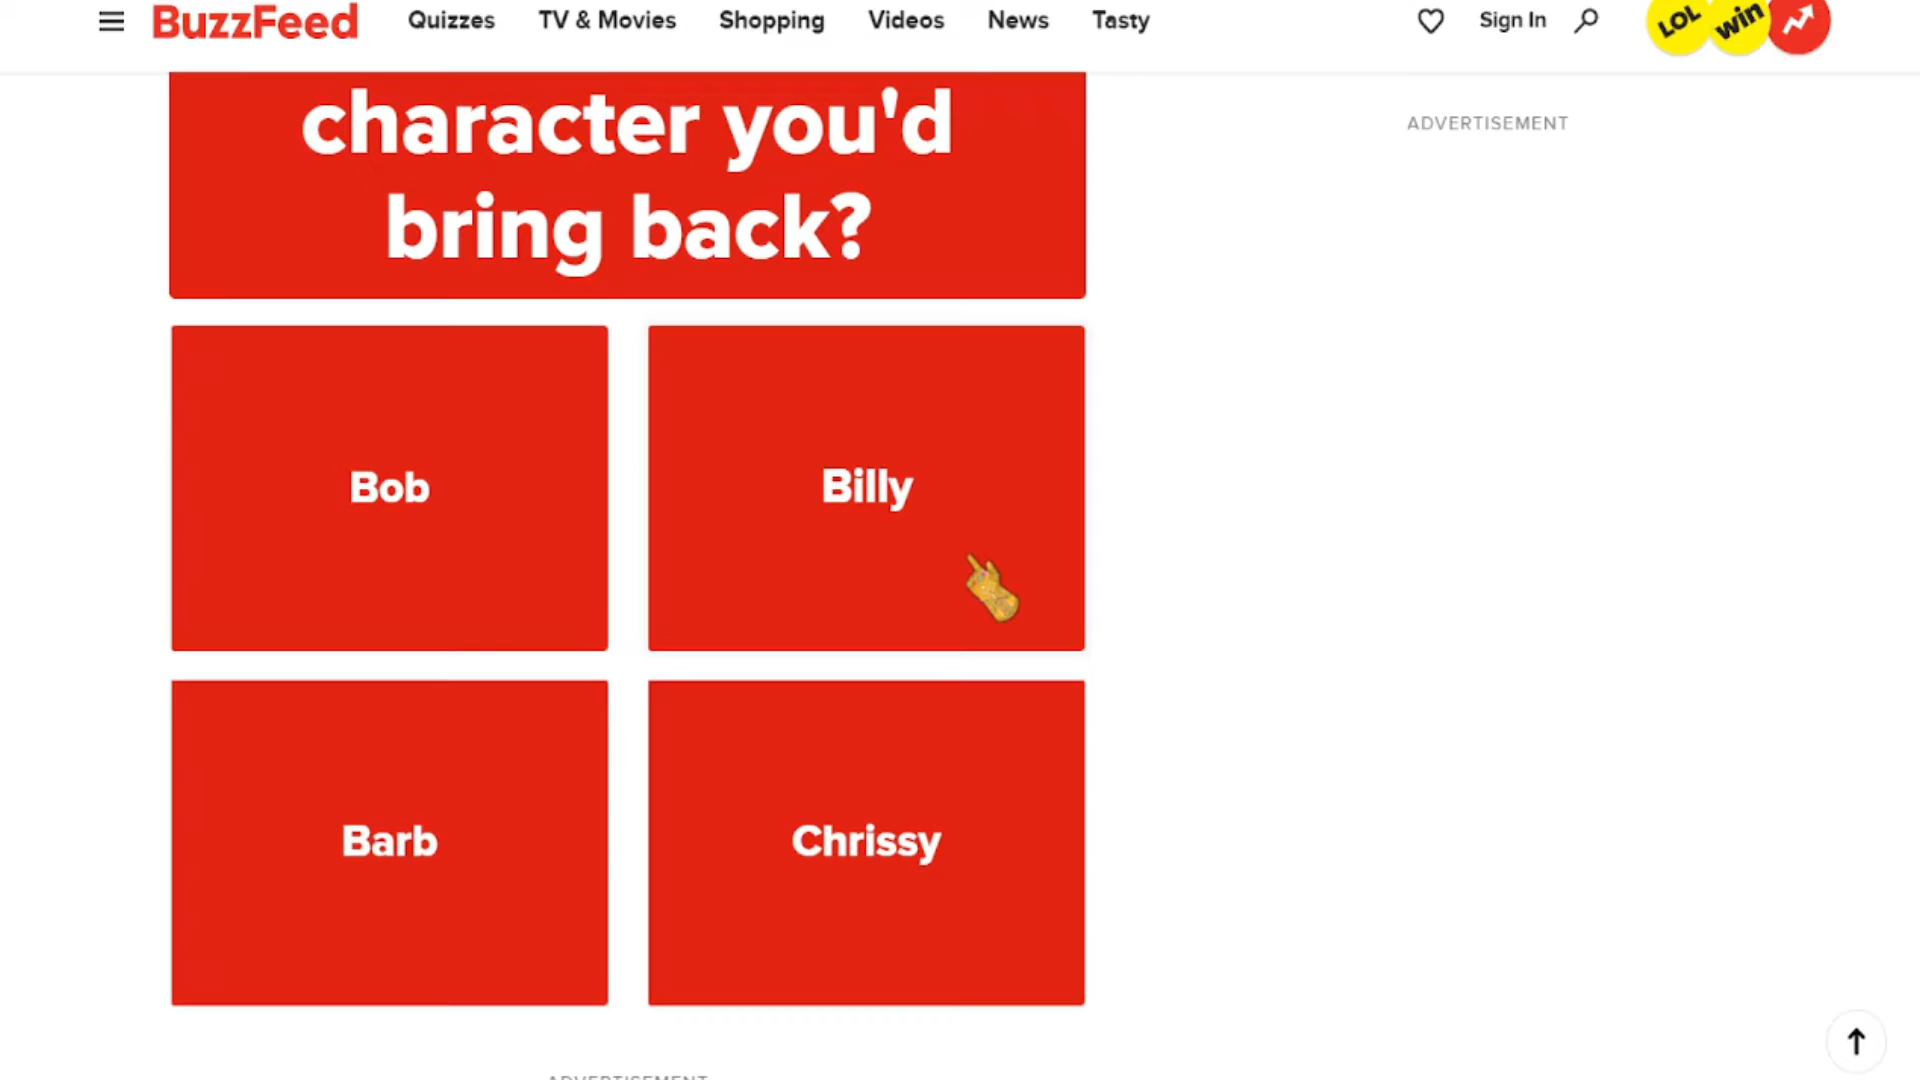 BuzzFeed Quizzes TV & Movies Shopping Videos News Tasty Sign In LOL win
ADVERTISEMENT
character you'd
bring back?
Bob
Billy
Barb
Chrissy
ADVERTISEMENT